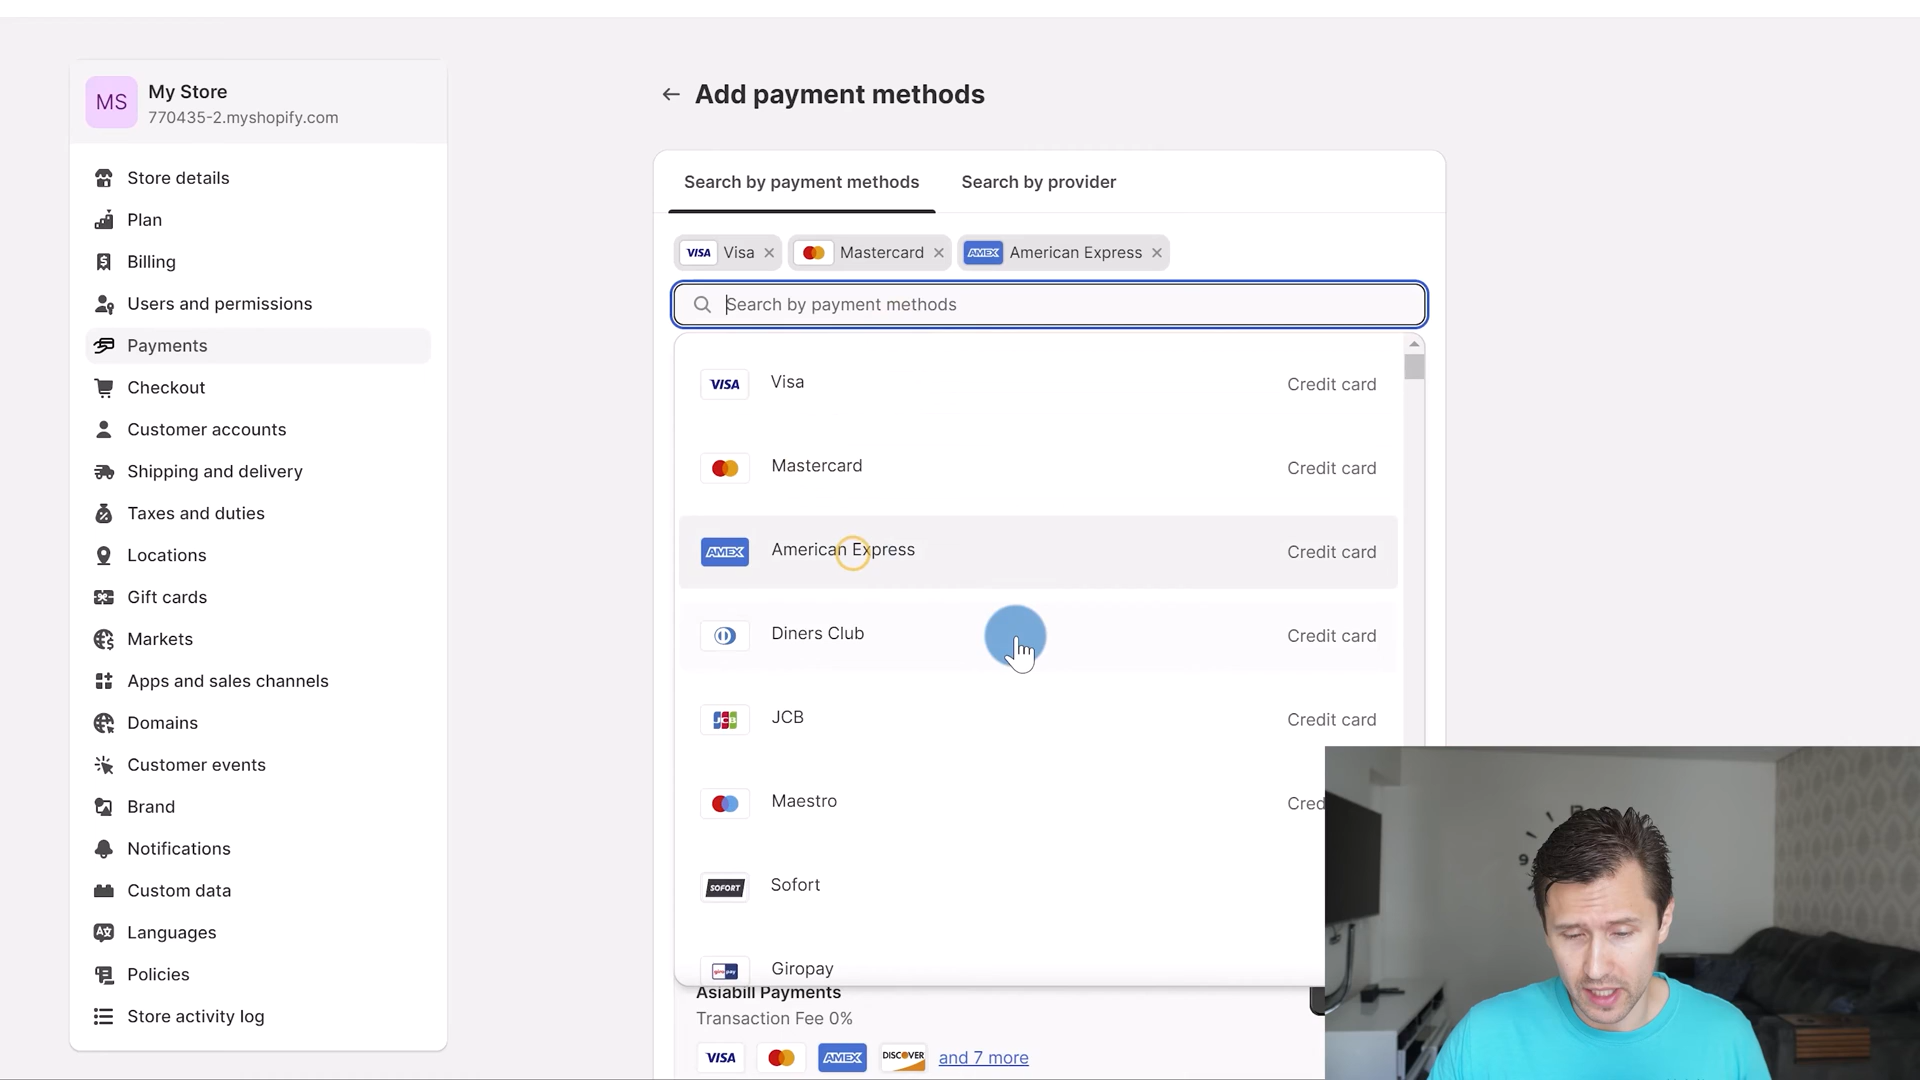 MS
My Store
770435-2.myshopify.com
Store details
Plan
Billing
Users and permissions
Payments
Checkout
Customer accounts
Shipping and delivery
Taxes and duties
Locations
Gift cards
Markets
Apps and sales channels
Domains
Customer events
Brand
Notifications
Custom data
Languages
Policies
Store activity log
Add payment methods
Search by payment methods Search by provider
VISA Visa Mastercard AMEX American Express
Search by payment methods
VISA Visa Credit card
Mastercard Credit card
AMEX American Express Credit card
Diners Club Credit card
JCB JCB Credit card
Maestro Cred
SOFORT Sofort
giropay Giropay
Asiabill Payments
Transaction Fee 0%
VISA AMEX DISCOVER and 7 more
9